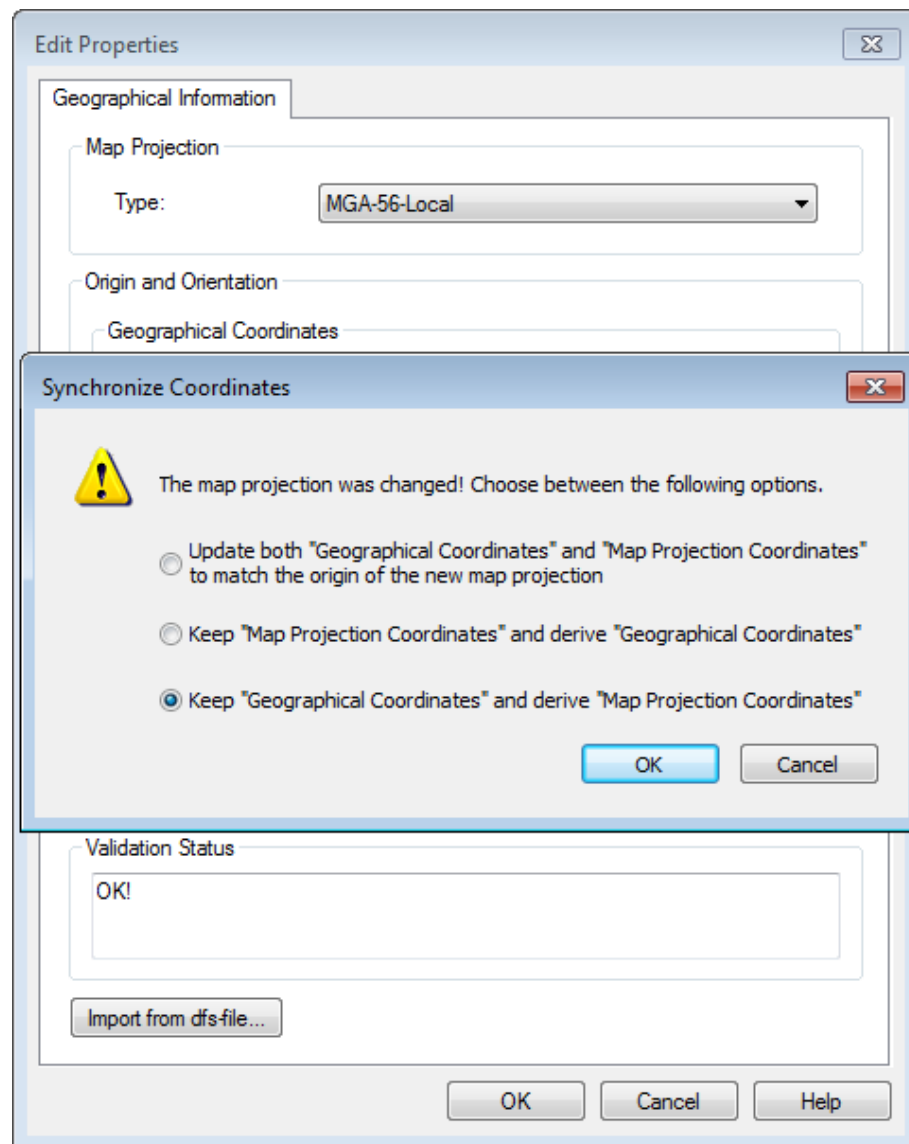 Edit Properties
Geographical Information
Map Projection
Type:
MGA-56-Local
Origin and Orientation
Geographical Coordinates
Synchronize Coordinates
The map projection was changed! Choose between the following options.
Update both "Geographical Coordinates" and "Map Projection Coordinates"
to match the origin of the new map projection
Keep "Map Projection Coordinates" and derive "Geographical Coordinates"
Keep "Geographical Coordinates" and derive "Map Projection Coordinates"
OK
Cancel
Validation Status
OK!
Import from dfs-file...
OK
Cancel
Help